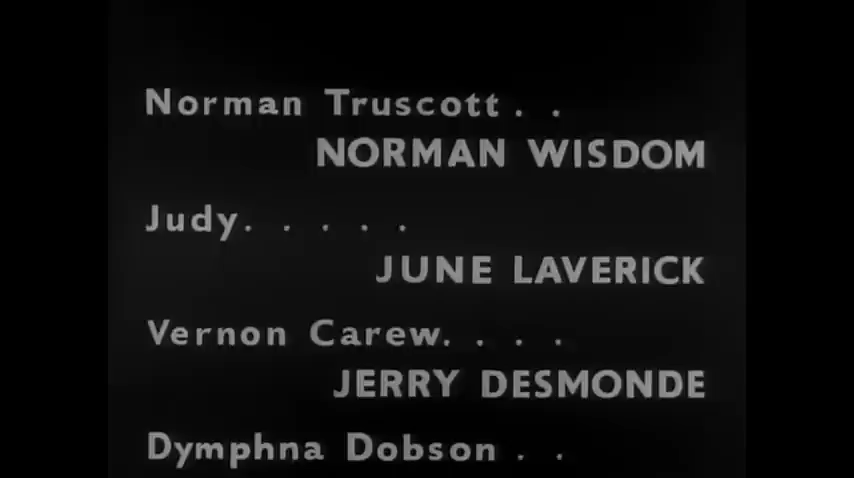 Norman Truscott . .
NORMAN WISDOM
Judy. . . . .
JUNE LAVERICK
Vernon Carew. . . .
JERRY DESMONDE
Dymphna Dobson . .